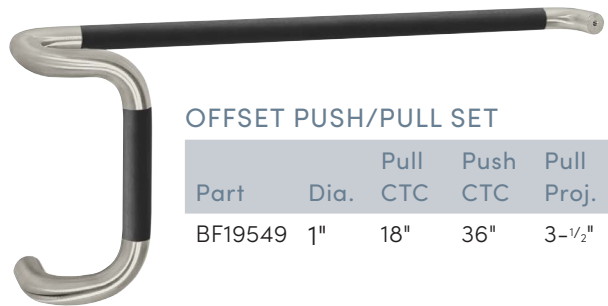 OFFSET PUSH/PULL SET
Pull Push Pull
Part Dia. CTC CTC Proj.
BF19549 1" 18" 36" 3-1/2"